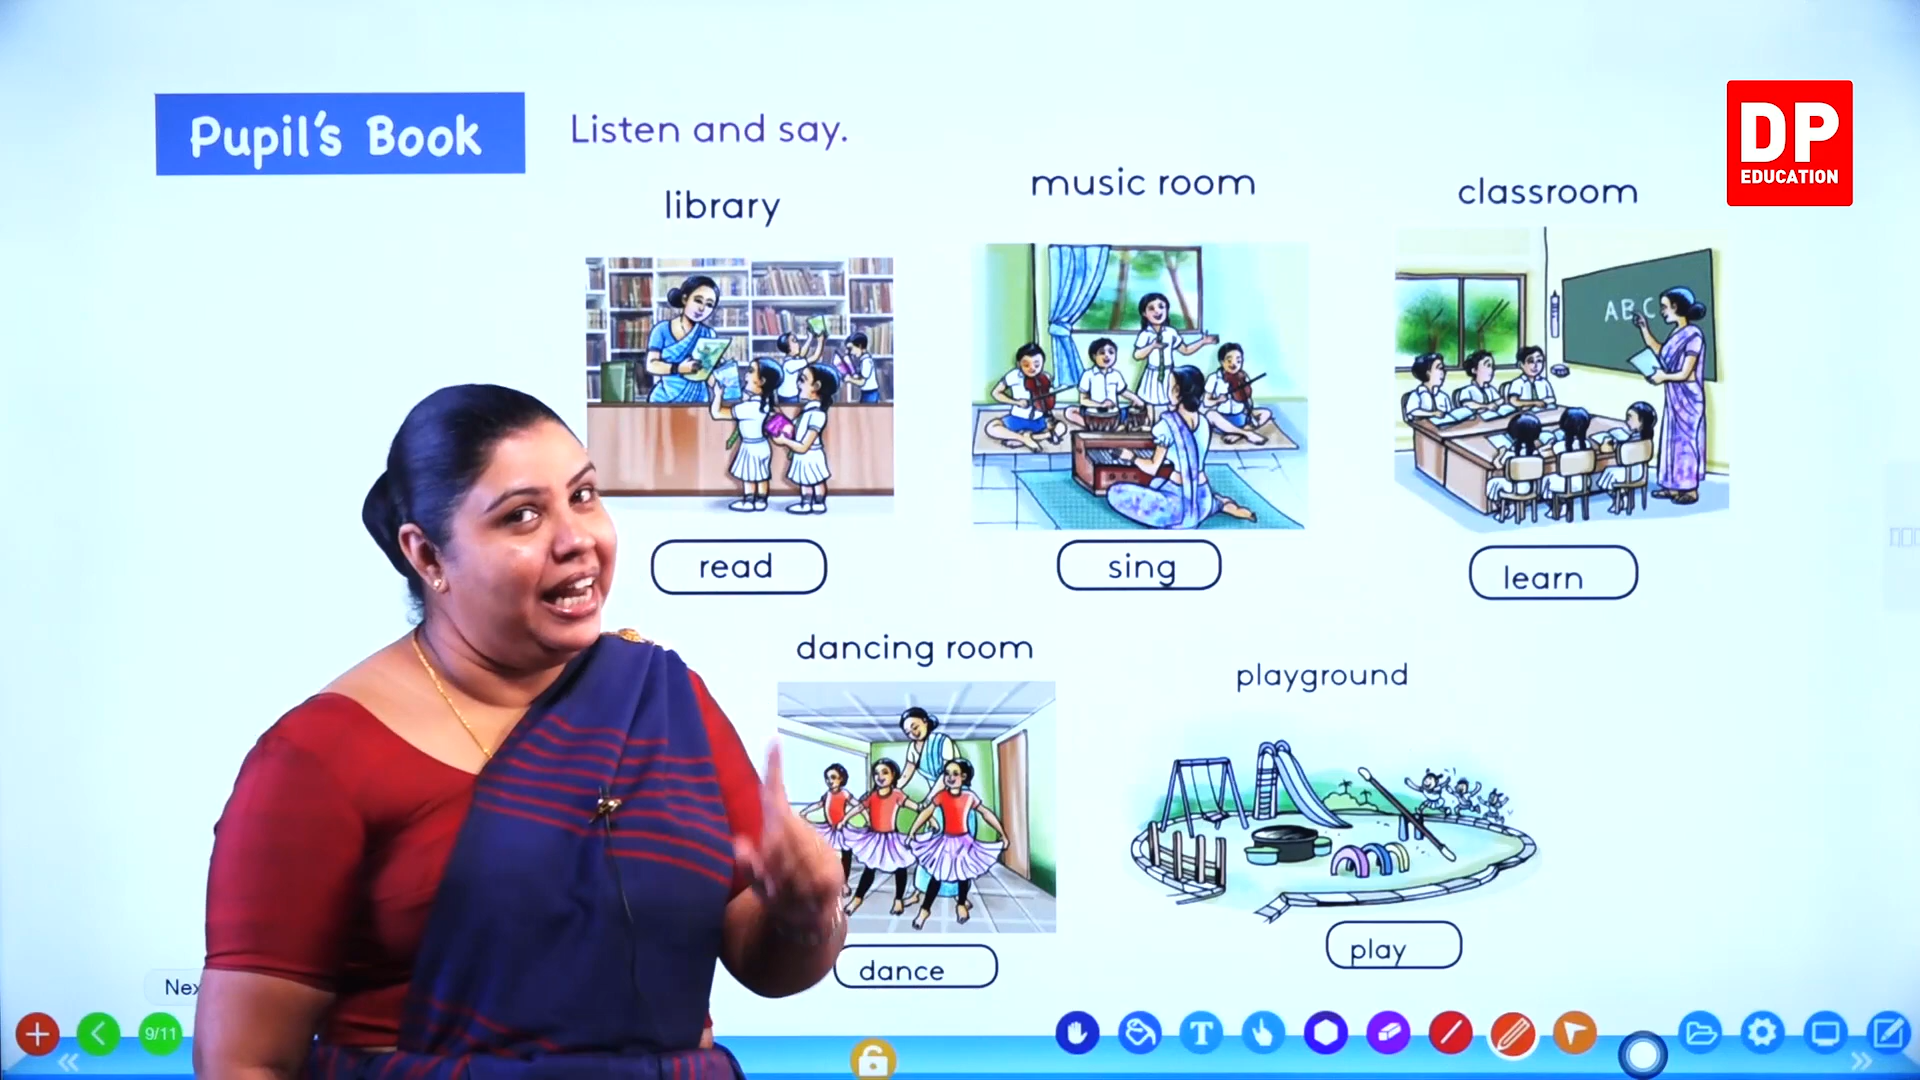 Pupil's Book
Listen and say.
DP
EDUCATION
library
music room
classroom
A B C
read
sing
learn
dancing room
playground
dance
play
9/11